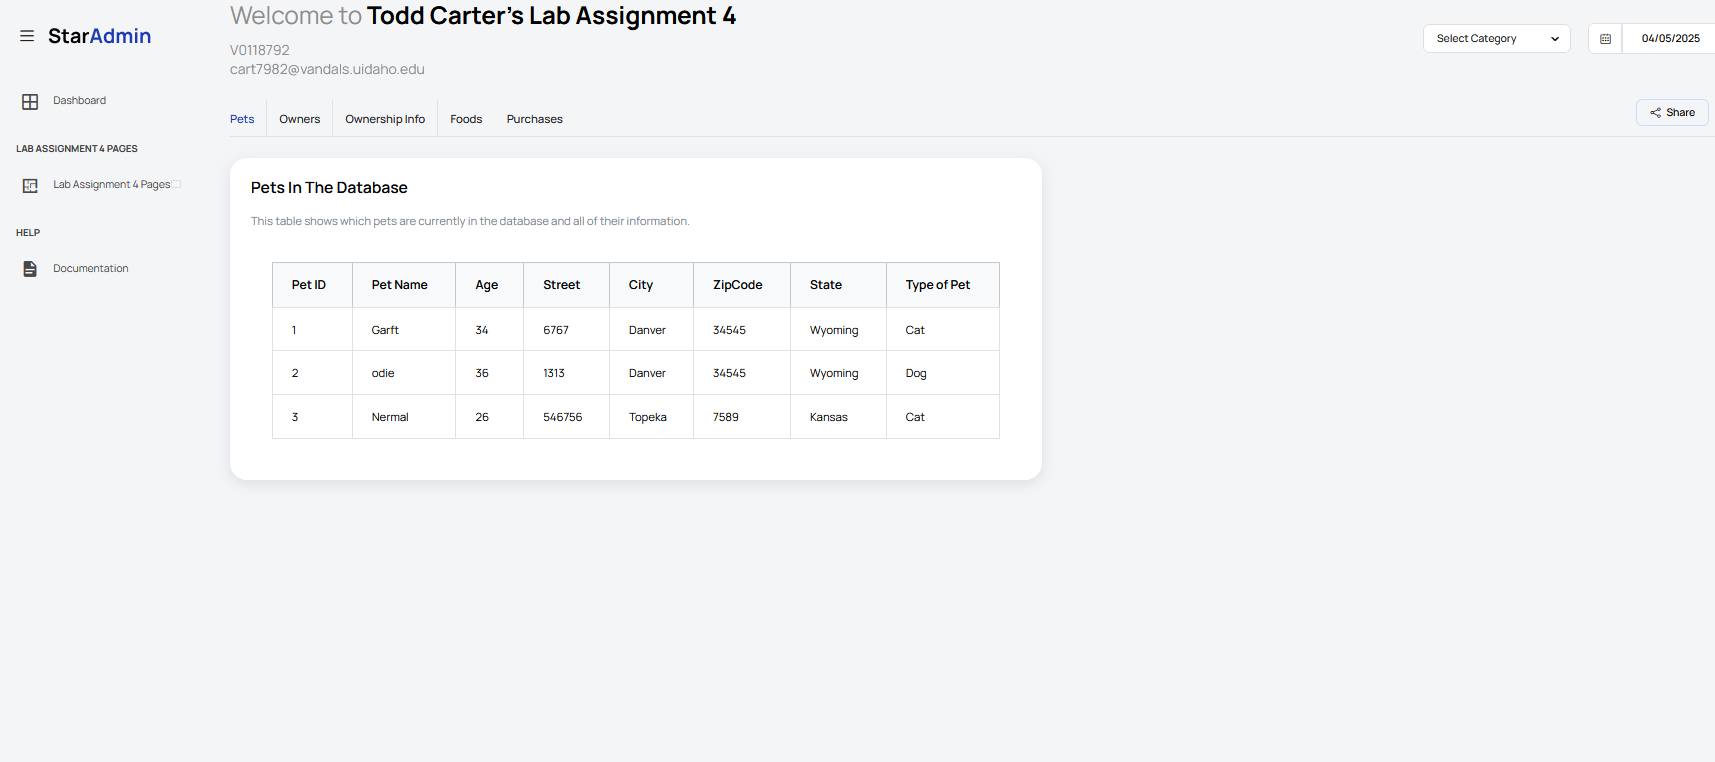 Welcome to Todd Carter's Lab Assignment 4
StarAdmin
V0118792
cart7982@vandals.uidaho.edu
Select Category
04/05/2025
Dashboard
LAB ASSIGNMENT 4 PAGES
Lab Assignment 4 Pages
HELP
Documentation
Pets Owners Ownership Info Foods Purchases
Share
Pets In The Database
This table shows which pets are currently in the database and all of their information.
Pet ID Pet Name Age Street City ZipCode State Type of Pet
1 Garft 34 6767 Danver 34545 Wyoming Cat
2 odie 36 1313 Danver 34545 Wyoming Dog
3 Nermal 26 546756 Topeka 7589 Kansas Cat